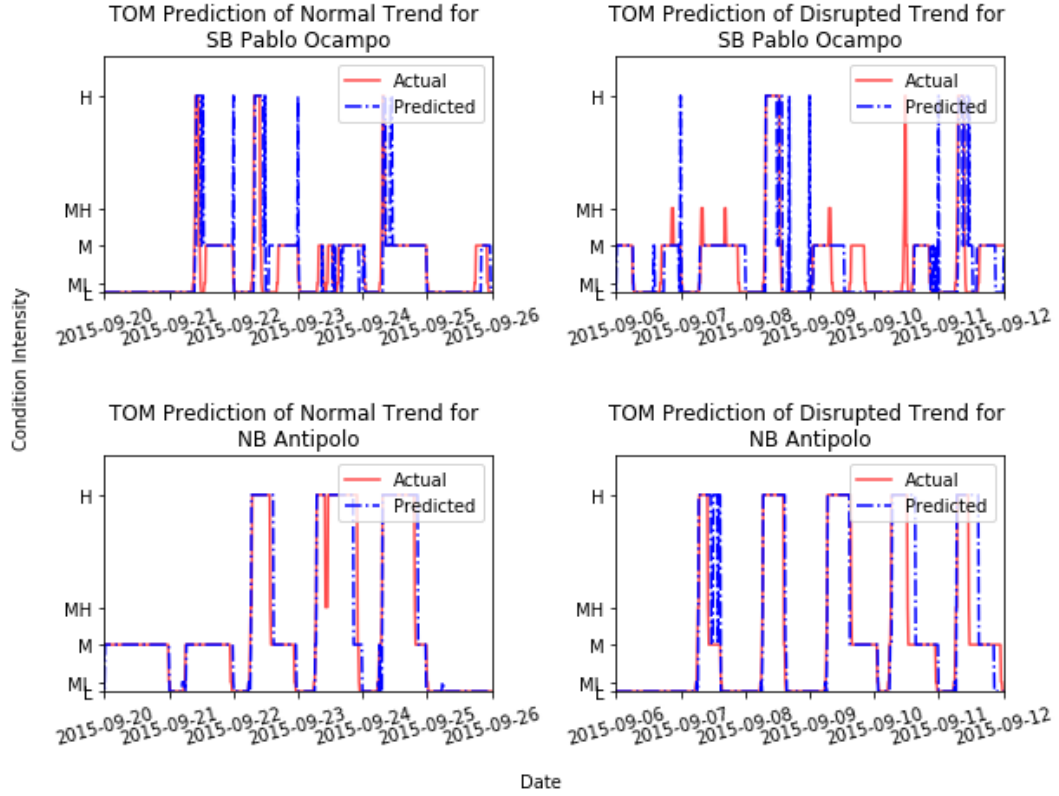 TOM Prediction of Normal Trend for
SB Pablo Ocampo
Actual
Predicted
H
MH
M
ML
L
2015-09-20
2015-09-21
2015-09-22
2015-09-23
2015-09-24
2015-09-25
2015-09-26
TOM Prediction of Disrupted Trend for
SB Pablo Ocampo
Actual
Predicted
H
MH
M
ML
L
2015-09-06
2015-09-07
2015-09-08
2015-09-09
2015-09-10
2015-09-11
2015-09-12
Condition Intensity
TOM Prediction of Normal Trend for
NB Antipolo
Actual
Predicted
H
MH
M
ML
L
2015-09-20
2015-09-21
2015-09-22
2015-09-23
2015-09-24
2015-09-25
2015-09-26
TOM Prediction of Disrupted Trend for
NB Antipolo
Actual
Predicted
H
MH
M
ML
L
2015-09-06
2015-09-07
2015-09-08
2015-09-09
2015-09-10
2015-09-11
2015-09-12
Date